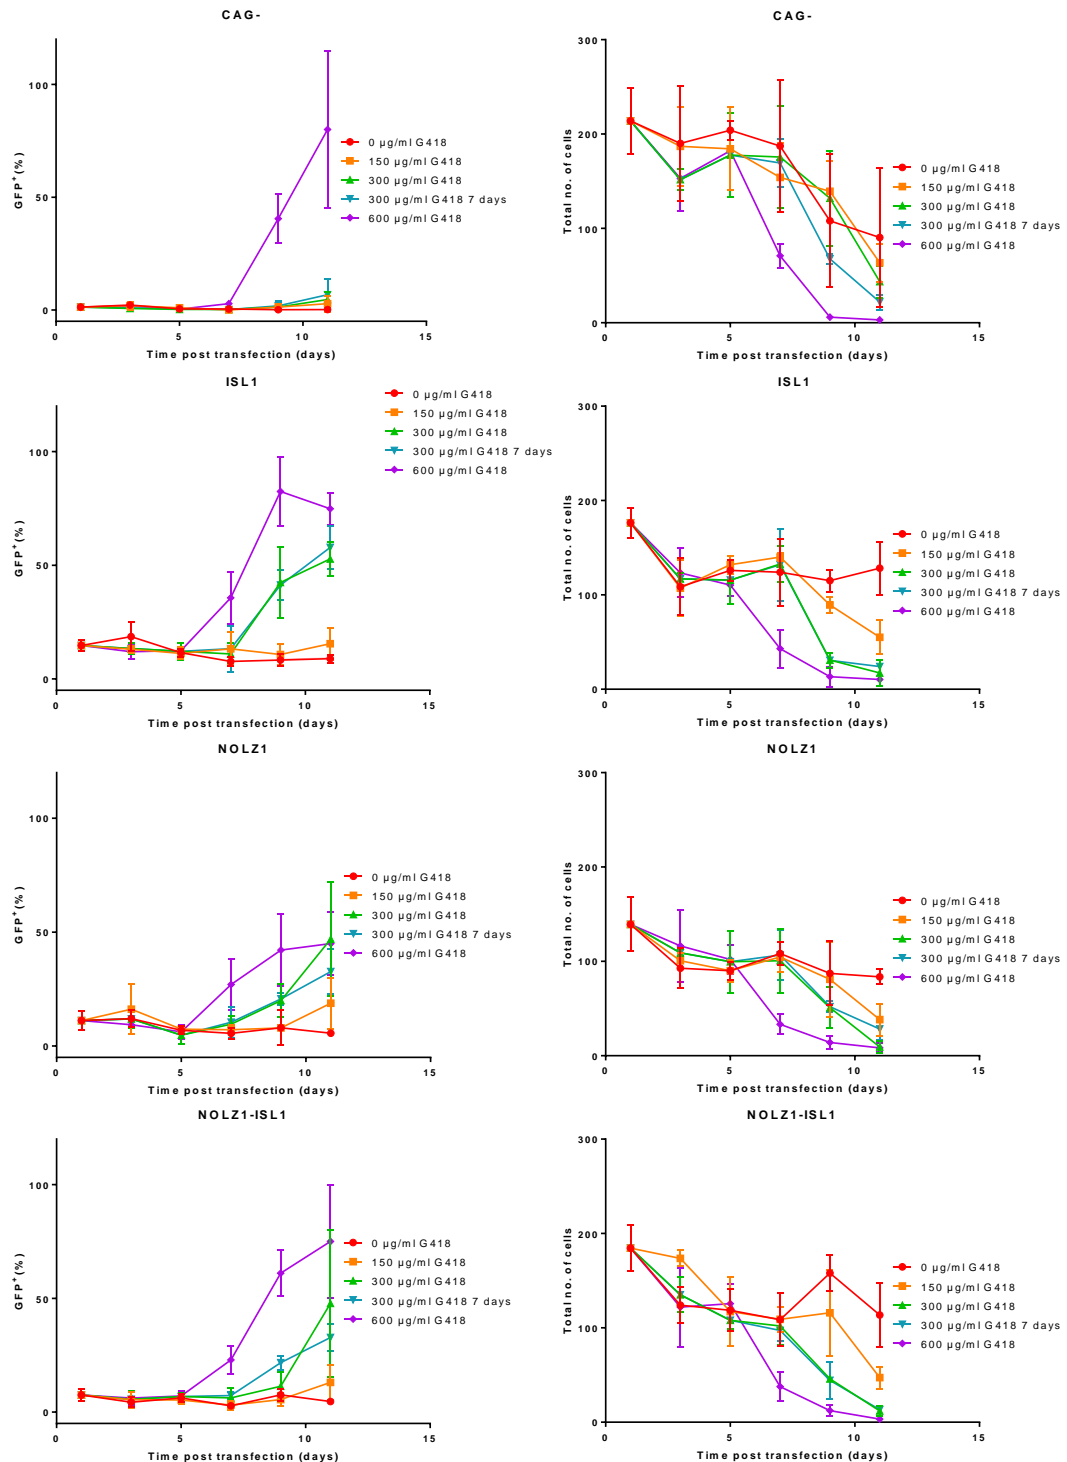 CAG-
GFP⁺(%)
100
50
0
0 5 10 15
Time post transfection (days)
0 µg/ml G418
150 µg/ml G418
300 µg/ml G418
300 µg/ml G418 7 days
600 µg/ml G418
CAG-
Total no. of cells
300
200
100
0
0 5 10 15
Time post transfection (days)
0 µg/ml G418
150 µg/ml G418
300 µg/ml G418
300 µg/ml G418 7 days
600 µg/ml G418
ISL1
GFP⁺(%)
100
50
0
0 5 10 15
Time post transfection (days)
0 µg/ml G418
150 µg/ml G418
300 µg/ml G418
300 µg/ml G418 7 days
600 µg/ml G418
ISL1
Total no. of cells
300
200
100
0
0 5 10 15
Time post transfection (days)
0 µg/ml G418
150 µg/ml G418
300 µg/ml G418
300 µg/ml G418 7 days
600 µg/ml G418
NOLZ1
GFP⁺(%)
100
50
0
0 5 10 15
Time post transfection (days)
0 µg/ml G418
150 µg/ml G418
300 µg/ml G418
300 µg/ml G418 7 days
600 µg/ml G418
NOLZ1
Total no. of cells
300
200
100
0
0 5 10 15
Time post transfection (days)
0 µg/ml G418
150 µg/ml G418
300 µg/ml G418
300 µg/ml G418 7 days
600 µg/ml G418
NOLZ1-ISL1
GFP⁺(%)
100
50
0
0 5 10 15
Time post transfection (days)
0 µg/ml G418
150 µg/ml G418
300 µg/ml G418
300 µg/ml G418 7 days
600 µg/ml G418
NOLZ1-ISL1
Total no. of cells
300
200
100
0
0 5 10 15
Time post transfection (days)
0 µg/ml G418
150 µg/ml G418
300 µg/ml G418
300 µg/ml G418 7 days
600 µg/ml G418